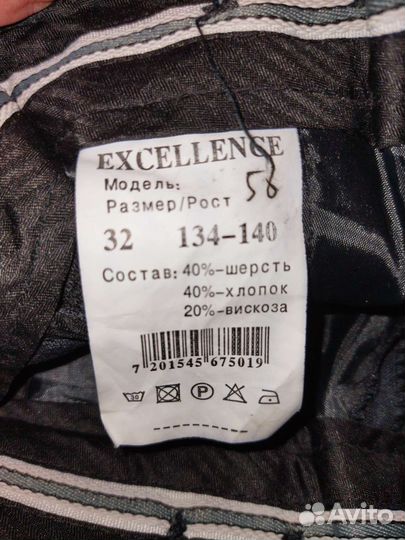 EXCELLENCE
Модель: 58
Размер/Рост
32 134-140
Состав: 40%-шерсть
40%-хлопок
20%-вискоза
7 201545 675019
30 P
Avito